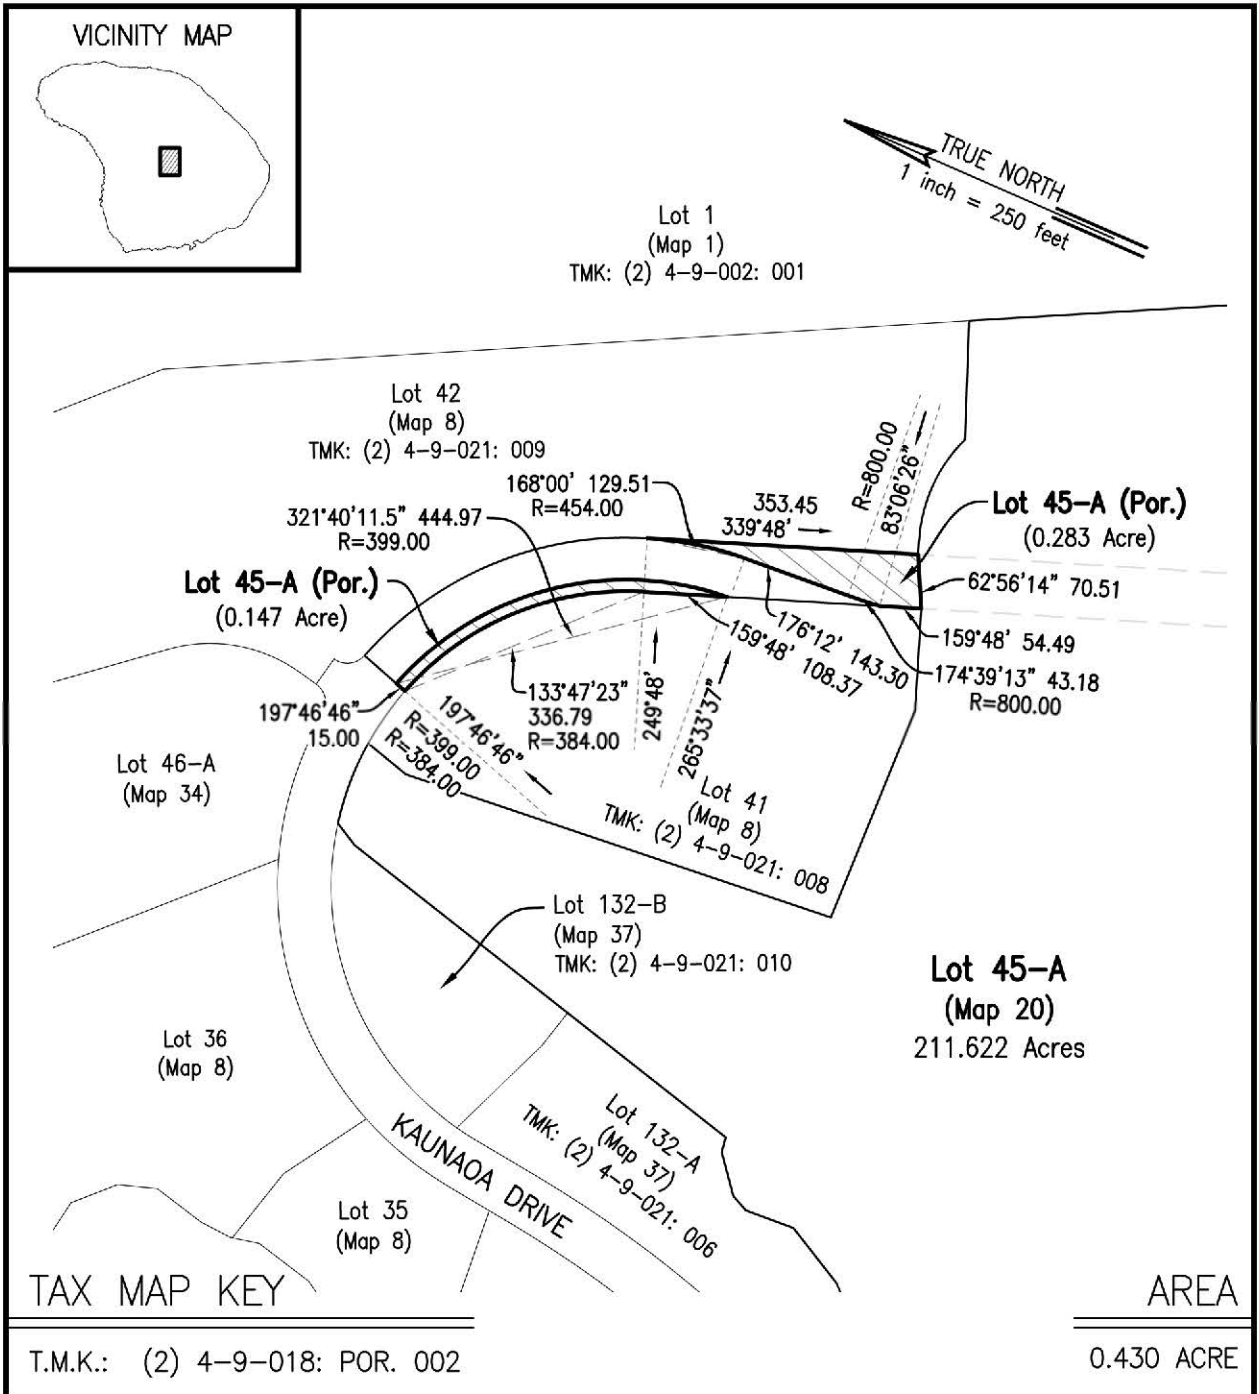 VICINITY MAP
TRUE NORTH
1 inch = 250 feet
Lot 1
(Map 1)
TMK: (2) 4-9-002: 001
Lot 42
(Map 8)
TMK: (2) 4-9-021: 009
168°00' 129.51
R=454.00
321°40'11.5" 444.97
R=399.00
353.45
339°48'
R=800.00
83°06'26"
Lot 45-A (Por.)
(0.283 Acre)
Lot 45-A (Por.)
(0.147 Acre)
62°56'14" 70.51
159°48' 54.49
174°39'13" 43.18
R=800.00
176°12' 143.30
159°48' 108.37
133°47'23"
336.79
R=384.00
249°48'
265°33'37"
197°46'46"
15.00
197°46'46"
R=399.00
R=384.00
Lot 46-A
(Map 34)
Lot 41
(Map 8)
TMK: (2) 4-9-021: 008
Lot 132-B
(Map 37)
TMK: (2) 4-9-021: 010
Lot 45-A
(Map 20)
211.622 Acres
Lot 36
(Map 8)
Lot 132-A
(Map 37)
TMK: (2) 4-9-021: 006
KAUNAOA DRIVE
Lot 35
(Map 8)
TAX MAP KEY
AREA
T.M.K.: (2) 4-9-018: POR. 002
0.430 ACRE